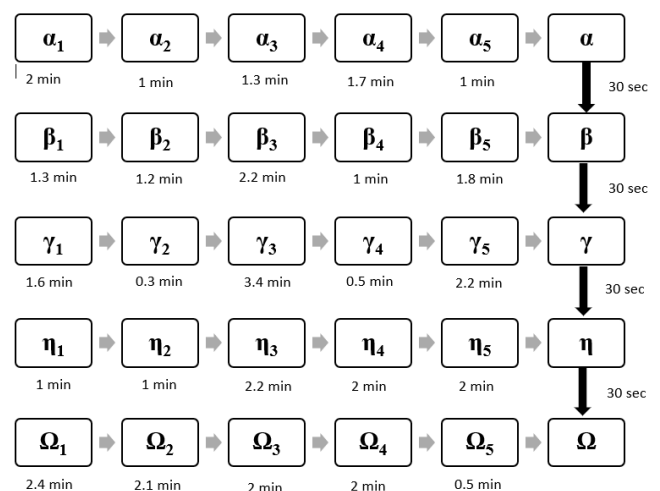 α₁ α₂ α₃ α₄ α₅ α
2 min 1 min 1.3 min 1.7 min 1 min 30 sec
β₁ β₂ β₃ β₄ β₅ β
1.3 min 1.2 min 2.2 min 1 min 1.8 min 30 sec
γ₁ γ₂ γ₃ γ₄ γ₅ γ
1.6 min 0.3 min 3.4 min 0.5 min 2.2 min 30 sec
η₁ η₂ η₃ η₄ η₅ η
1 min 1 min 2.2 min 2 min 2 min 30 sec
Ω₁ Ω₂ Ω₃ Ω₄ Ω₅ Ω
2.4 min 2.1 min 2 min 2 min 0.5 min